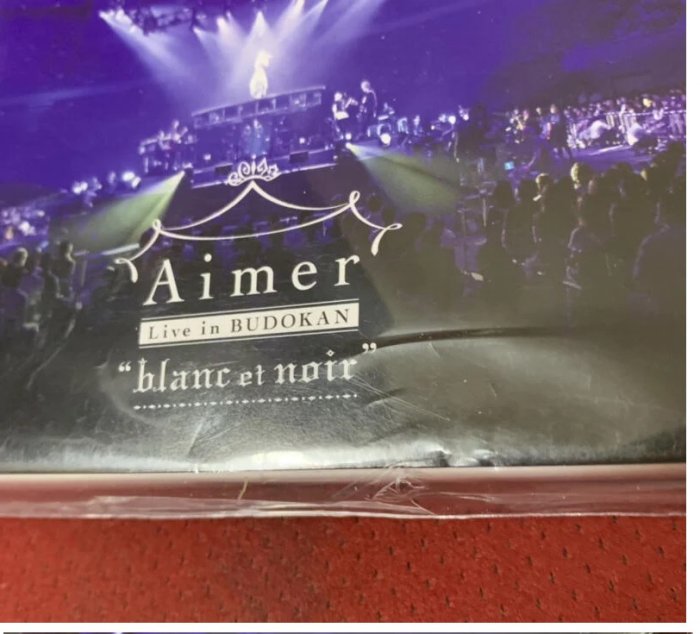 Aimer
Live in BUDOKAN
“blanc et noir”